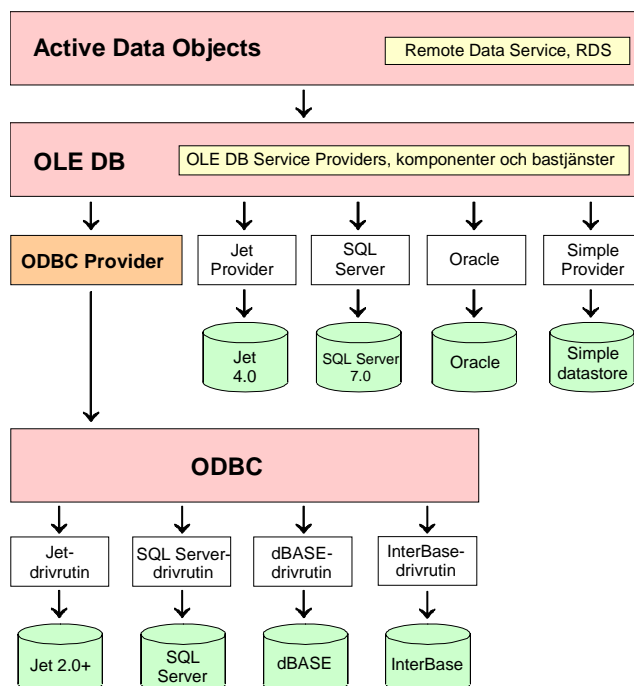 Active Data Objects
Remote Data Service, RDS
OLE DB
OLE DB Service Providers, komponenter och bastjänster
ODBC Provider
Jet
Provider
SQL
Server
Oracle
Simple
Provider
Jet
4.0
SQL Server
7.0
Oracle
Simple
datastore
ODBC
Jet-
drivrutin
SQL Server-
drivrutin
dBASE-
drivrutin
InterBase-
drivrutin
Jet 2.0+
SQL
Server
dBASE
InterBase